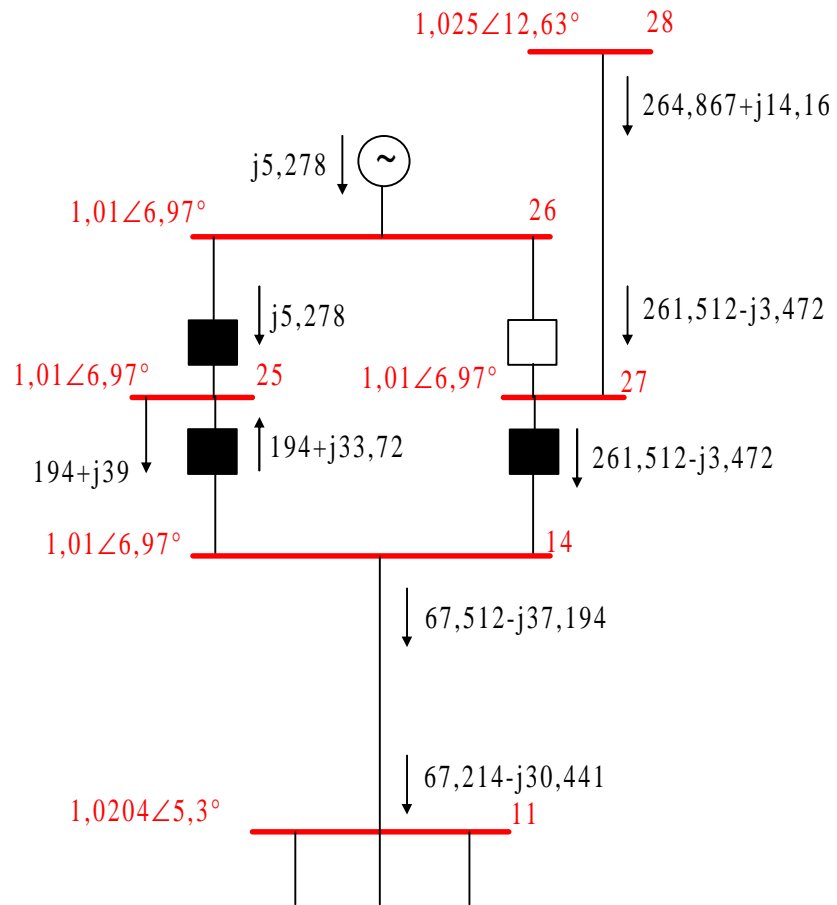 1,025∠12,63° 28
264,867+j14,16
~
j5,278
1,01∠6,97° 26
j5,278
261,512-j3,472
1,01∠6,97° 25
1,01∠6,97° 27
194+j39
194+j33,72
261,512-j3,472
1,01∠6,97° 14
67,512-j37,194
67,214-j30,441
1,0204∠5,3° 11